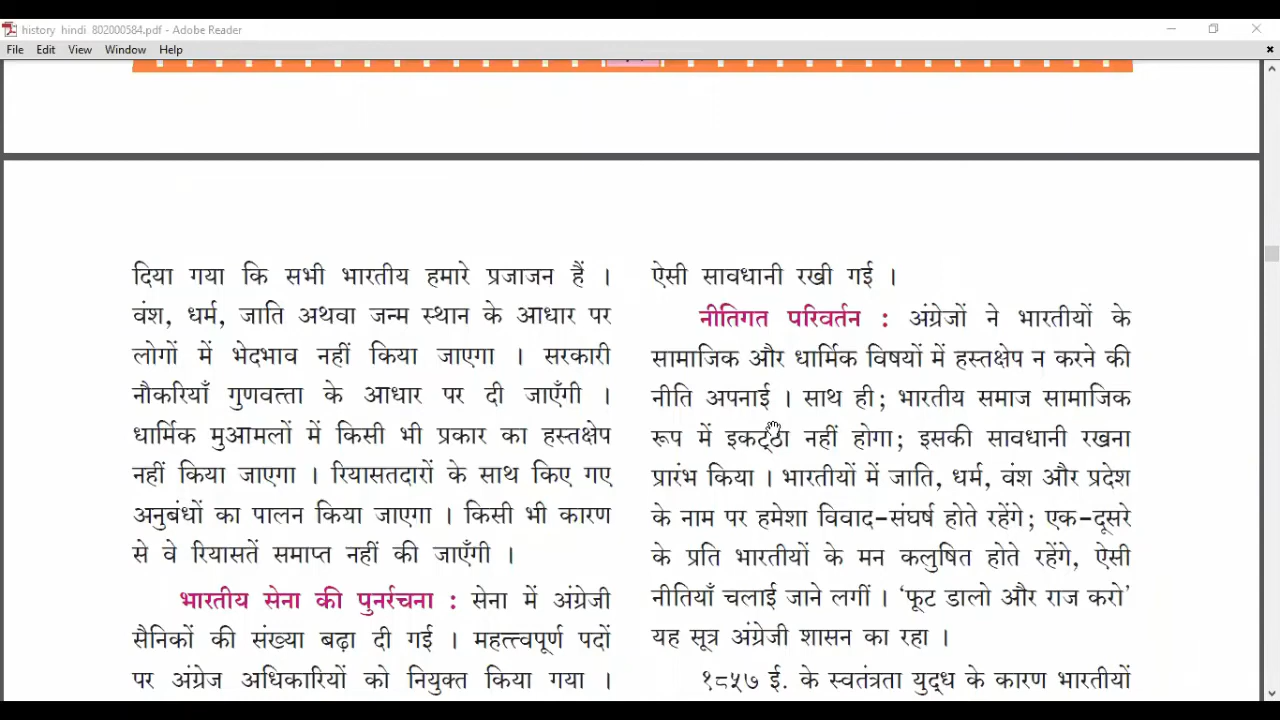 history hindi 802000584.pdf - Adobe Reader
File Edit View Window Help
दिया गया कि सभी भारतीय हमारे प्रजाजन हैं ।
वंश, धर्म, जाति अथवा जन्म स्थान के आधार पर
लोगों में भेदभाव नहीं किया जाएगा । सरकारी
नौकरियाँ गुणवत्ता के आधार पर दी जाएँगी ।
धार्मिक मुआमलों में किसी भी प्रकार का हस्तक्षेप
नहीं किया जाएगा । रियासतदारों के साथ किए गए
अनुबंधों का पालन किया जाएगा । किसी भी कारण
से वे रियासतें समाप्त नहीं की जाएँगी ।
भारतीय सेना की पुनर्रचना : सेना में अंग्रेजी
सैनिकों की संख्या बढ़ा दी गई । महत्त्वपूर्ण पदों
पर अंग्रेज अधिकारियों को नियुक्त किया गया ।
ऐसी सावधानी रखी गई ।
नीतिगत परिवर्तन : अंग्रेजों ने भारतीयों के
सामाजिक और धार्मिक विषयों में हस्तक्षेप न करने की
नीति अपनाई । साथ ही; भारतीय समाज सामाजिक
रूप में इकट्ठा नहीं होगा; इसकी सावधानी रखना
प्रारंभ किया । भारतीयों में जाति, धर्म, वंश और प्रदेश
के नाम पर हमेशा विवाद-संघर्ष होते रहेंगे; एक-दूसरे
के प्रति भारतीयों के मन कलुषित होते रहेंगे, ऐसी
नीतियाँ चलाई जाने लगीं । ‘फूट डालो और राज करो’
यह सूत्र अंग्रेजी शासन का रहा ।
१८५७ ई. के स्वतंत्रता युद्ध के कारण भारतीयों